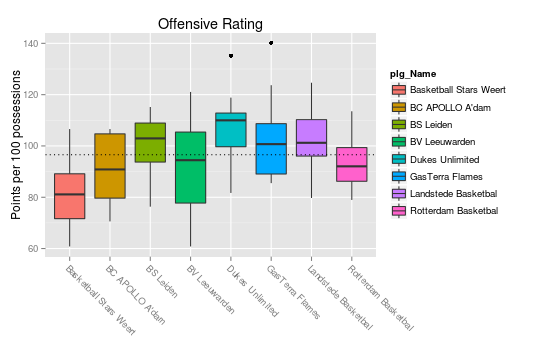 Offensive Rating
Points per 100 possessions
140
120
100
80
60
Basketball Stars Weert
BC APOLLO A'dam
BS Leiden
BV Leeuwarden
Dukes Unlimited
GasTerra Flames
Landstede Basketbal
Rotterdam Basketbal
plg_Name
Basketball Stars Weert
BC APOLLO A'dam
BS Leiden
BV Leeuwarden
Dukes Unlimited
GasTerra Flames
Landstede Basketbal
Rotterdam Basketbal